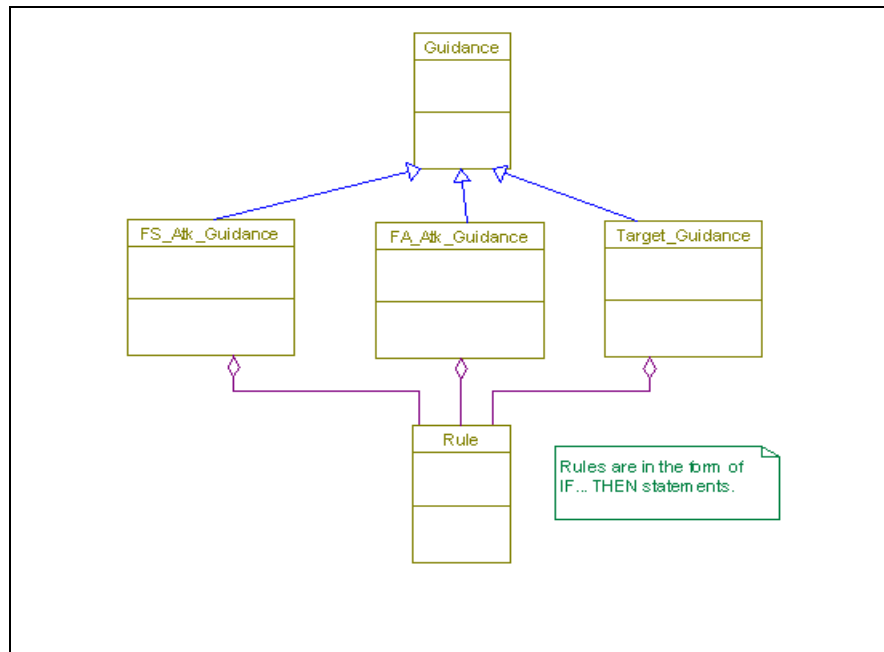 Guidance
FS_Atk_Guidance
FA_Atk_Guidance
Target_Guidance
Rule
Rules are in the form of
IF... THEN statements.